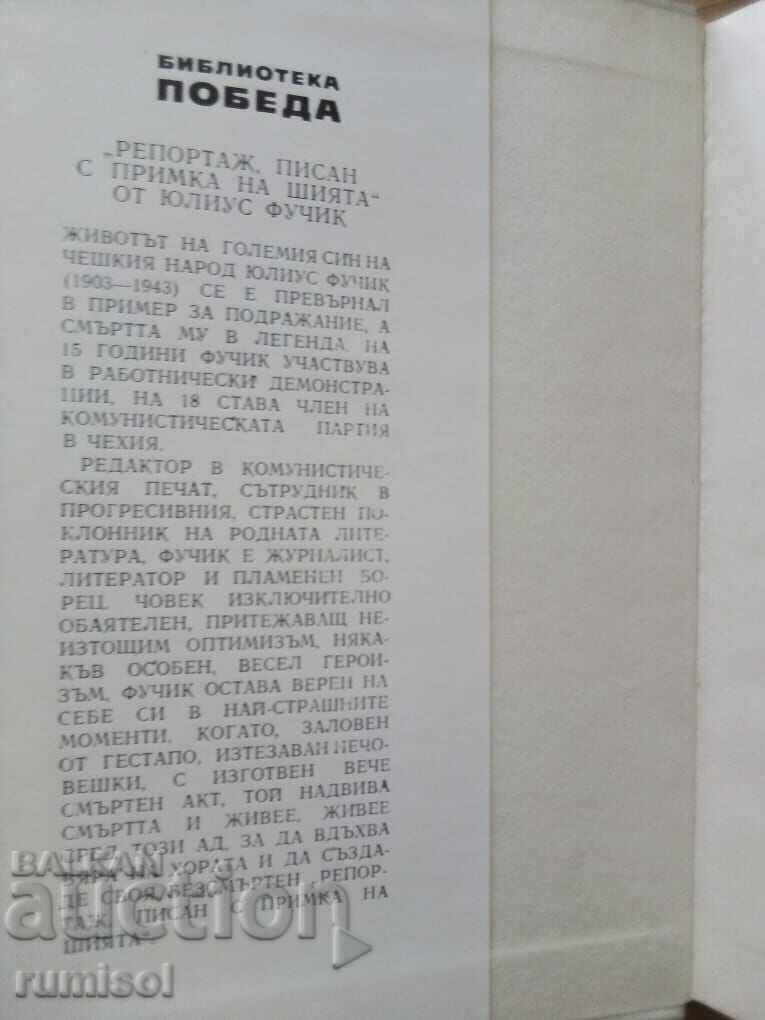 БИБЛИОТЕКА
ПОБЕДА
„РЕПОРТАЖ, ПИСАН
С ПРИМКА НА ШИЯТА“
ОТ ЮЛИУС ФУЧИК
ЖИВОТЪТ НА ГОЛЕМИЯ СИН НА
ЧЕШКИЯ НАРОД ЮЛИУС ФУЧИК
(1903—1943) СЕ Е ПРЕВЪРНАЛ
В ПРИМЕР ЗА ПОДРАЖАНИЕ, А
СМЪРТТА МУ В ЛЕГЕНДА. НА
15 ГОДИНИ ФУЧИК УЧАСТВУВА
В РАБОТНИЧЕСКИ ДЕМОНСТРА-
ЦИИ, НА 18 СТАВА ЧЛЕН НА
КОМУНИСТИЧЕСКАТА ПАРТИЯ
В ЧЕХИЯ.
РЕДАКТОР В КОМУНИСТИЧЕ-
СКИЯ ПЕЧАТ, СЪТРУДНИК В
ПРОГРЕСИВНИЯ, СТРАСТЕН ПО-
КЛОННИК НА РОДНАТА ЛИТЕ-
РАТУРА, ФУЧИК Е ЖУРНАЛИСТ,
ЛИТЕРАТОР И ПЛАМЕНЕН БО-
РЕЦ. ЧОВЕК ИЗКЛЮЧИТЕЛНО
ОБАЯТЕЛЕН, ПРИТЕЖАВАЩ НЕ-
ИЗТОЩИМ ОПТИМИЗЪМ, НЯКА-
КЪВ ОСОБЕН, ВЕСЕЛ ГЕРОИ-
ЗЪМ, ФУЧИК ОСТАВА ВЕРЕН НА
СЕБЕ СИ В НАЙ-СТРАШНИТЕ
МОМЕНТИ, КОГАТО, ЗАЛОВЕН
ОТ ГЕСТАПО, ИЗТЕЗАВАН НЕЧО-
ВЕШКИ, С ИЗГОТВЕН ВЕЧЕ
СМЪРТЕН АКТ, ТОЙ НАДВИВА
СМЪРТТА И ЖИВЕЕ, ЖИВЕЕ
СРЕД ТОЗИ АД, ЗА ДА ВДЪХВА
ВЯРА НА ХОРАТА И ДА СЪЗДА-
ДЕ СВОЯ БЕЗСМЪРТЕН „РЕПОР-
ТАЖ, ПИСАН С ПРИМКА НА
ШИЯТА“.
BALKAN
auction
rumisol